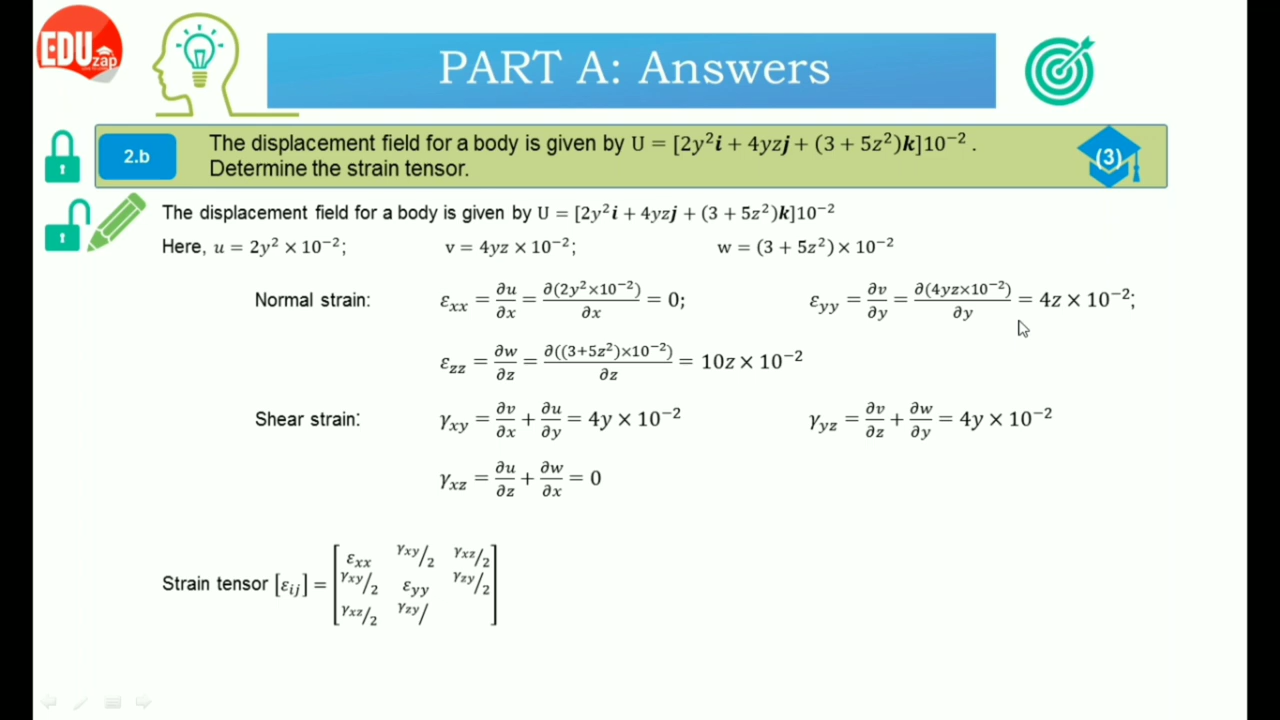 EDUzap
PART A: Answers
2.b
The displacement field for a body is given by U = [2y²i + 4yzj + (3 + 5z²)k]10⁻² .
Determine the strain tensor.
(3)
The displacement field for a body is given by U = [2y²i + 4yzj + (3 + 5z²)k]10⁻²
Here, u = 2y² × 10⁻²; v = 4yz × 10⁻²; w = (3 + 5z²) × 10⁻²
Normal strain: εxx = ∂u/∂x = ∂(2y²×10⁻²)/∂x = 0; εyy = ∂v/∂y = ∂(4yz×10⁻²)/∂y = 4z × 10⁻²;
εzz = ∂w/∂z = ∂((3+5z²)×10⁻²)/∂z = 10z × 10⁻²
Shear strain: γxy = ∂v/∂x + ∂u/∂y = 4y × 10⁻² γyz = ∂v/∂z + ∂w/∂y = 4y × 10⁻²
γxz = ∂u/∂z + ∂w/∂x = 0
εxx γxy/2 γxz/2
Strain tensor [εij] = [γxy/2 εyy γzy/2]
γxz/2 γzy/